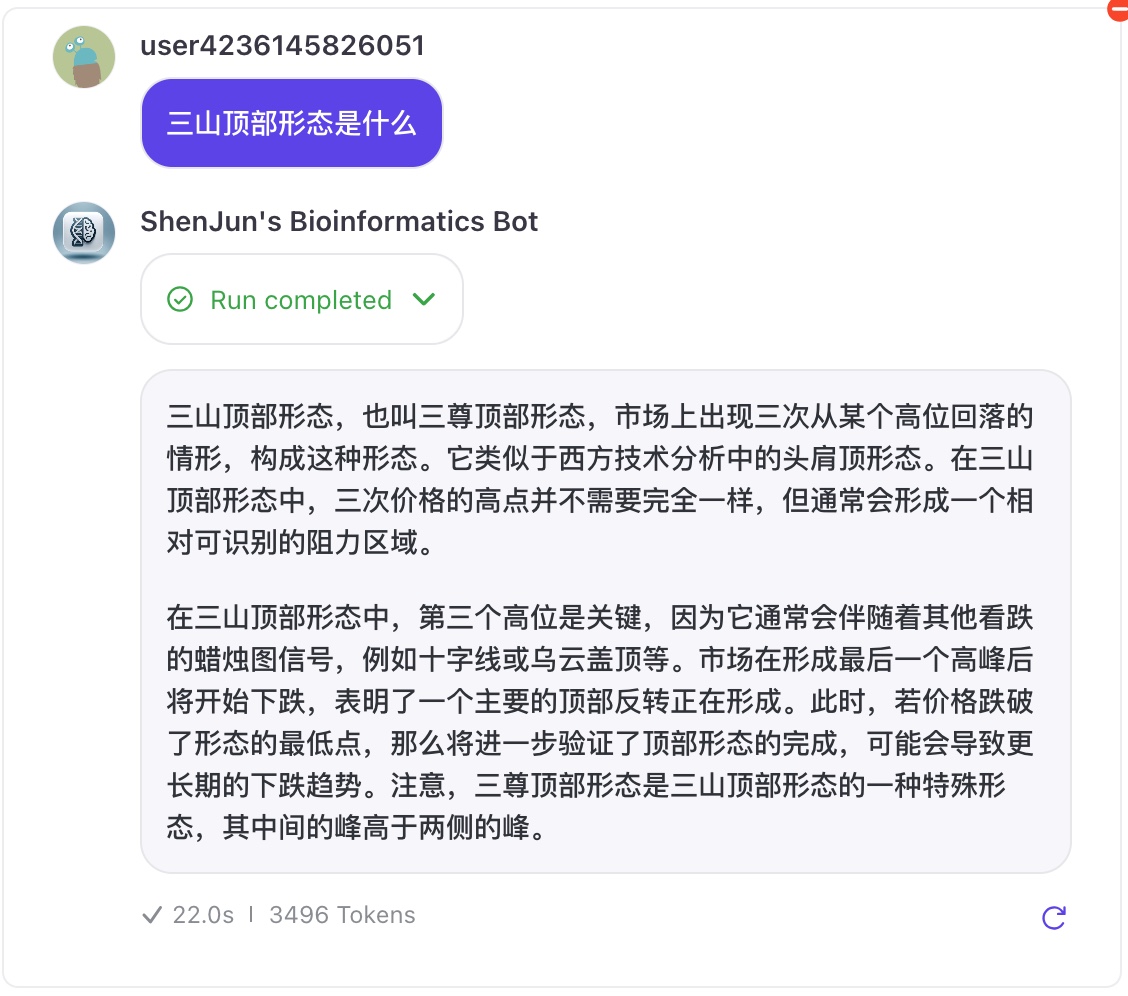 user4236145826051
三山顶部形态是什么
ShenJun's Bioinformatics Bot
Run completed
三山顶部形态，也叫三尊顶部形态，市场上出现三次从某个高位回落的
情形，构成这种形态。它类似于西方技术分析中的头肩顶形态。在三山
顶部形态中，三次价格的高点并不需要完全一样，但通常会形成一个相
对可识别的阻力区域。
在三山顶部形态中，第三个高位是关键，因为它通常会伴随着其他看跌
的蜡烛图信号，例如十字线或乌云盖顶等。市场在形成最后一个高峰后
将开始下跌，表明了一个主要的顶部反转正在形成。此时，若价格跌破
了形态的最低点，那么将进一步验证了顶部形态的完成，可能会导致更
长期的下跌趋势。注意，三尊顶部形态是三山顶部形态的一种特殊形
态，其中间的峰高于两侧的峰。
22.0s | 3496 Tokens